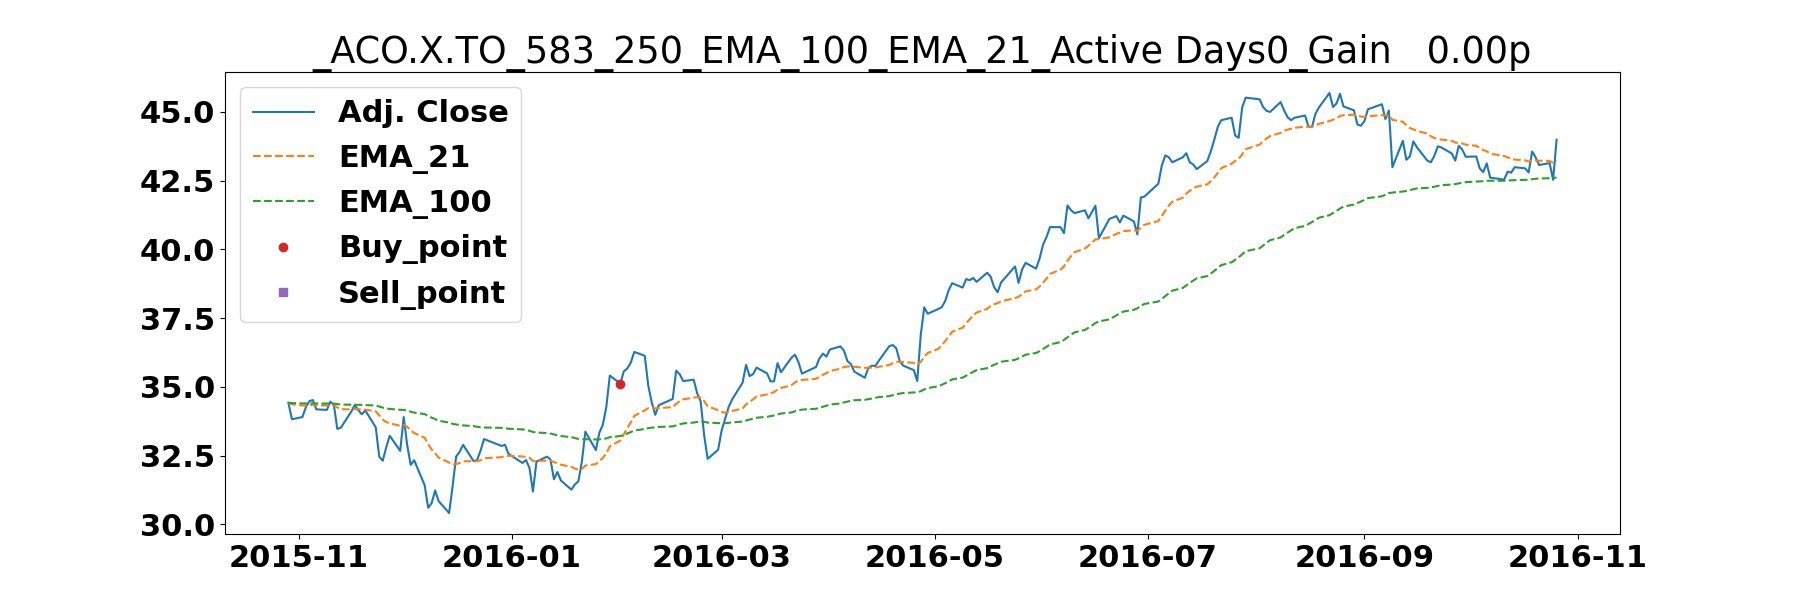 _ACO.X.TO_583_250_EMA_100_EMA_21_Active Days0_Gain   0.00p
45.0
42.5
40.0
37.5
35.0
32.5
30.0
Adj. Close
EMA_21
EMA_100
Buy_point
Sell_point
2015-11 2016-01 2016-03 2016-05 2016-07 2016-09 2016-11